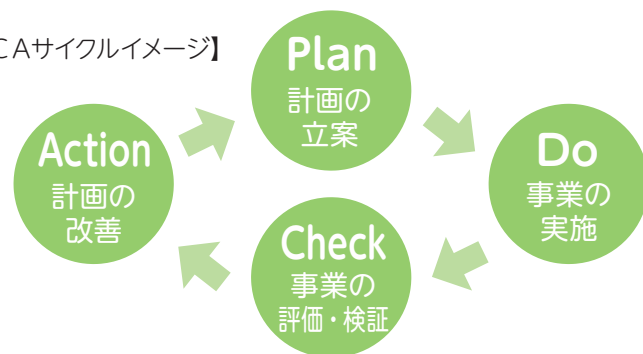 CAサイクルイメージ】
Plan
計画の
立案
Do
事業の
実施
Check
事業の
評価・検証
Action
計画の
改善